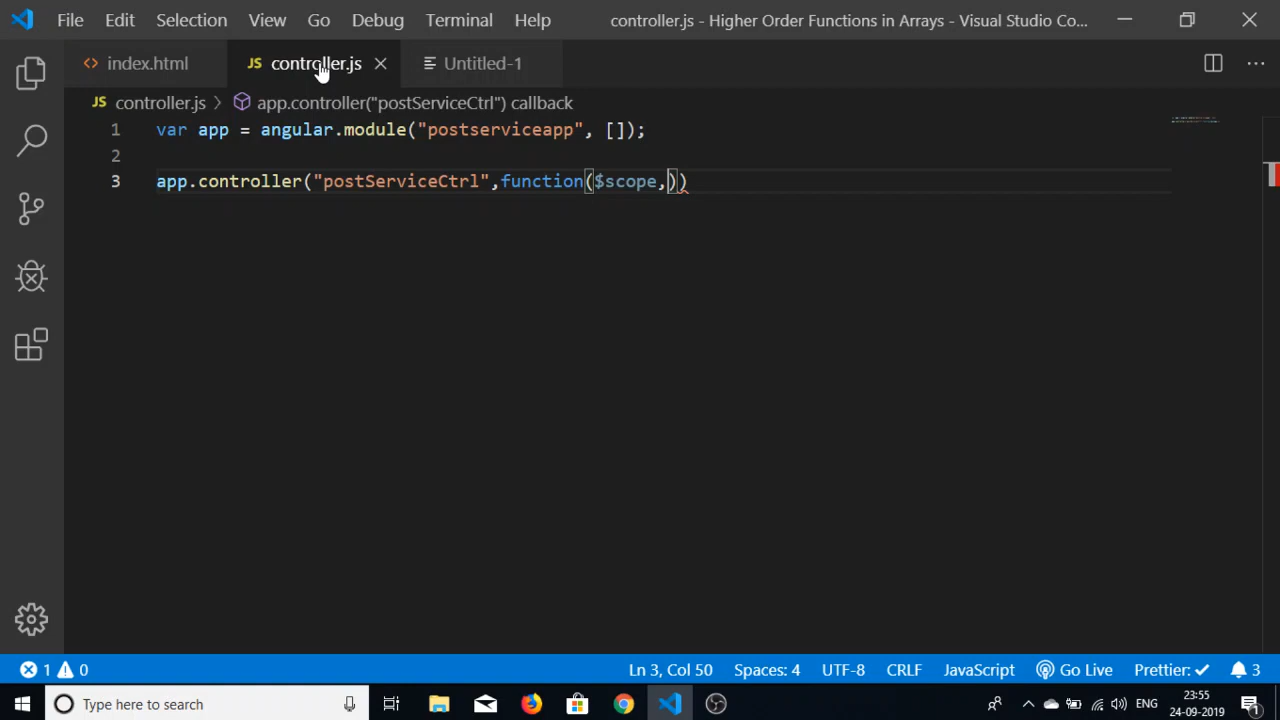 File Edit Selection View Go Debug Terminal Help controller.js - Higher Order Functions in Arrays - Visual Studio Co...
index.html JS controller.js Untitled-1
JS controller.js app.controller("postServiceCtrl") callback
1 var app = angular.module("postserviceapp", []);
2
3 app.controller("postServiceCtrl",function($scope,))
1 0 Ln 3, Col 50 Spaces: 4 UTF-8 CRLF JavaScript Go Live Prettier: 3
Type here to search ENG 23:55
24-09-2019 1